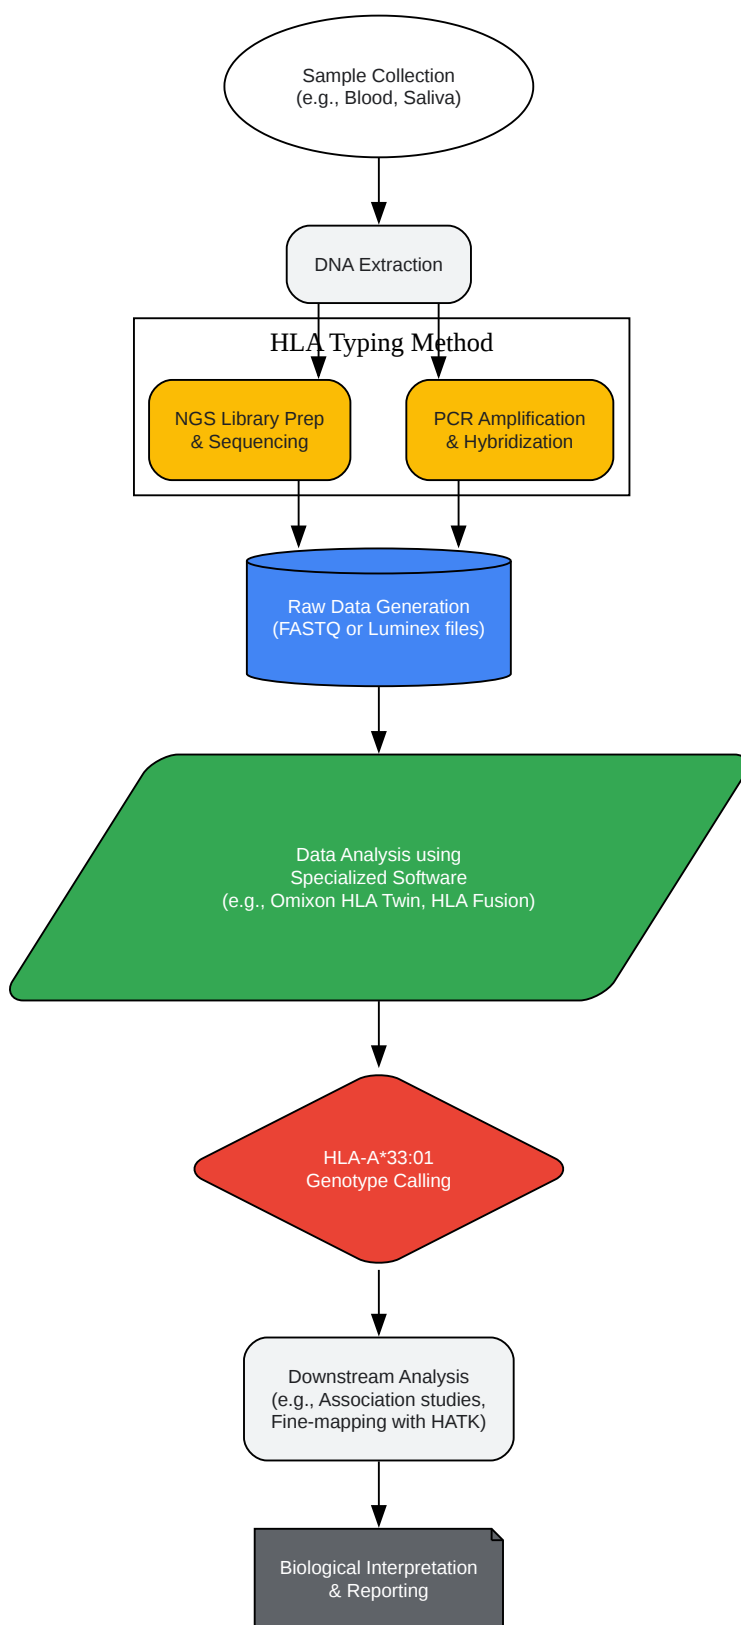 Sample Collection
(e.g., Blood, Saliva)
DNA Extraction
HLA Typing Method
NGS Library Prep
& Sequencing
PCR Amplification
& Hybridization
Raw Data Generation
(FASTQ or Luminex files)
Data Analysis using
Specialized Software
(e.g., Omixon HLA Twin, HLA Fusion)
HLA-A*33:01
Genotype Calling
Downstream Analysis
(e.g., Association studies,
Fine-mapping with HATK)
Biological Interpretation
& Reporting